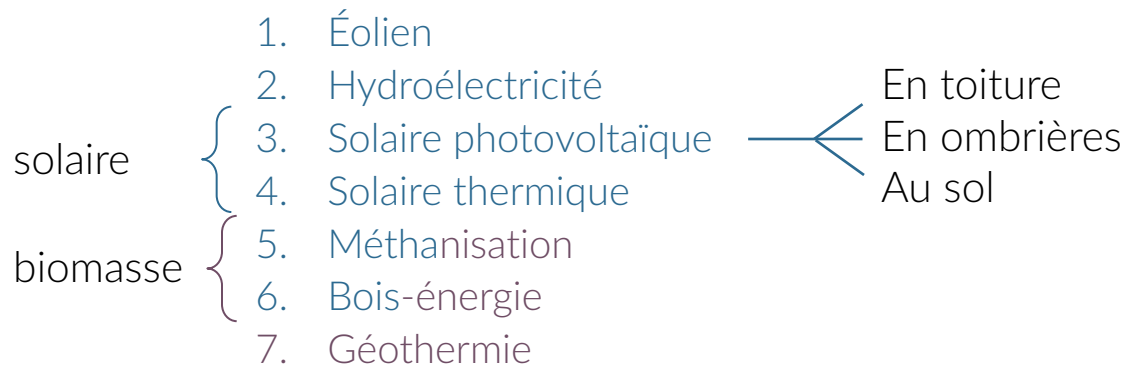 1. Éolien
2. Hydroélectricité
3. Solaire photovoltaïque
4. Solaire thermique
5. Méthanisation
6. Bois-énergie
7. Géothermie
solaire
biomasse
En toiture
En ombrières
Au sol